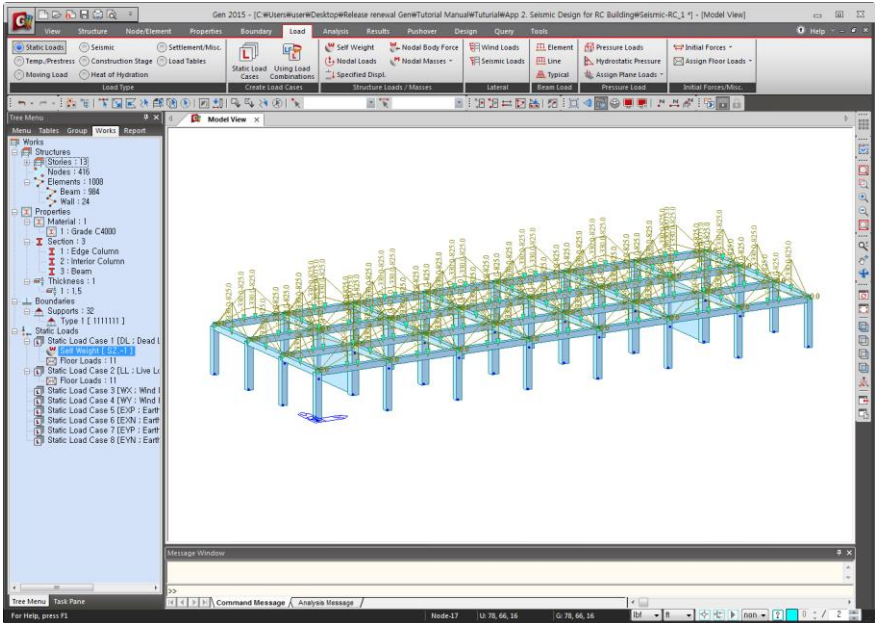 Gen 2015 - [C:₩Users₩user₩Desktop₩Release renewal Gen₩Tutorial Manual₩Tuturial₩App 2. Seismic Design for RC Building₩Seismic-RC_1 *] - [Model View]
View Structure Node/Element Properties Boundary Load Analysis Results Pushover Design Query Tools Help
Static Loads Seismic Settlement/Misc.
Temp./Prestress Construction Stage Load Tables
Moving Load Heat of Hydration
Load Type
Static Load Cases
Using Load Combinations
Create Load Cases
Self Weight Nodal Body Force
Nodal Loads Nodal Masses
Specified Displ.
Structure Loads / Masses
Wind Loads
Seismic Loads
Lateral
Element
Line
Typical
Beam Load
Pressure Loads
Hydrostatic Pressure
Assign Plane Loads
Pressure Load
Initial Forces
Assign Floor Loads
Initial Forces/Misc.
Tree Menu
Menu Tables Group Works Report
Model View
Works
Structures
Stories : 13
Nodes : 416
Elements : 1008
Beam : 984
Wall : 24
Properties
Material : 1
1 : Grade C4000
Section : 3
1 : Edge Column
2 : Interior Column
3 : Beam
Thickness : 1
1 : 1,5
Boundaries
Supports : 32
Type 1 [ 1111111 ]
Static Loads
Static Load Case 1 [DL ; Dead L
Self Weight [ SZ,-1 ]
Floor Loads : 11
Static Load Case 2 [LL ; Live Lo
Floor Loads : 11
Static Load Case 3 [WX ; Wind l
Static Load Case 4 [WY ; Wind l
Static Load Case 5 [EXP ; Earth
Static Load Case 6 [EXN ; Earth
Static Load Case 7 [EYP ; Earth
Static Load Case 8 [EYN ; Earth
Message Window
>>
Command Message Analysis Message
Tree Menu Task Pane
For Help, press F1
Node-17 U: 78, 66, 16 G: 78, 66, 16 lbf ft non 0 / 2